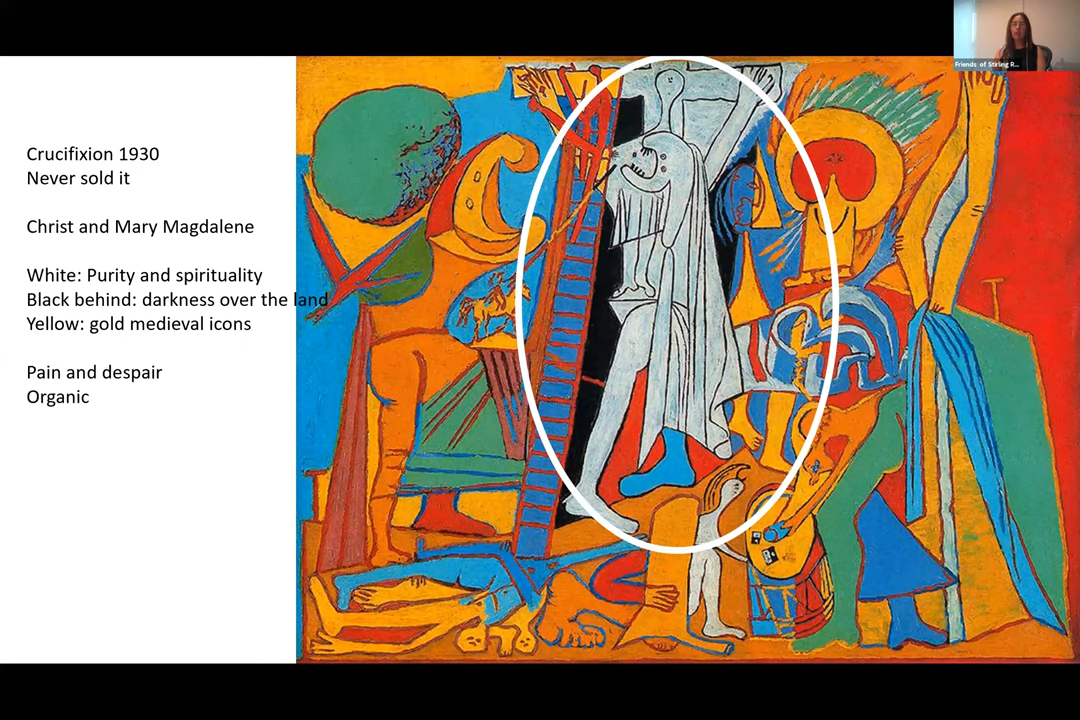 Crucifixion 1930
Never sold it
Christ and Mary Magdalene
White: Purity and spirituality
Black behind: darkness over the land
Yellow: gold medieval icons
Pain and despair
Organic
Friends of Stirling R...